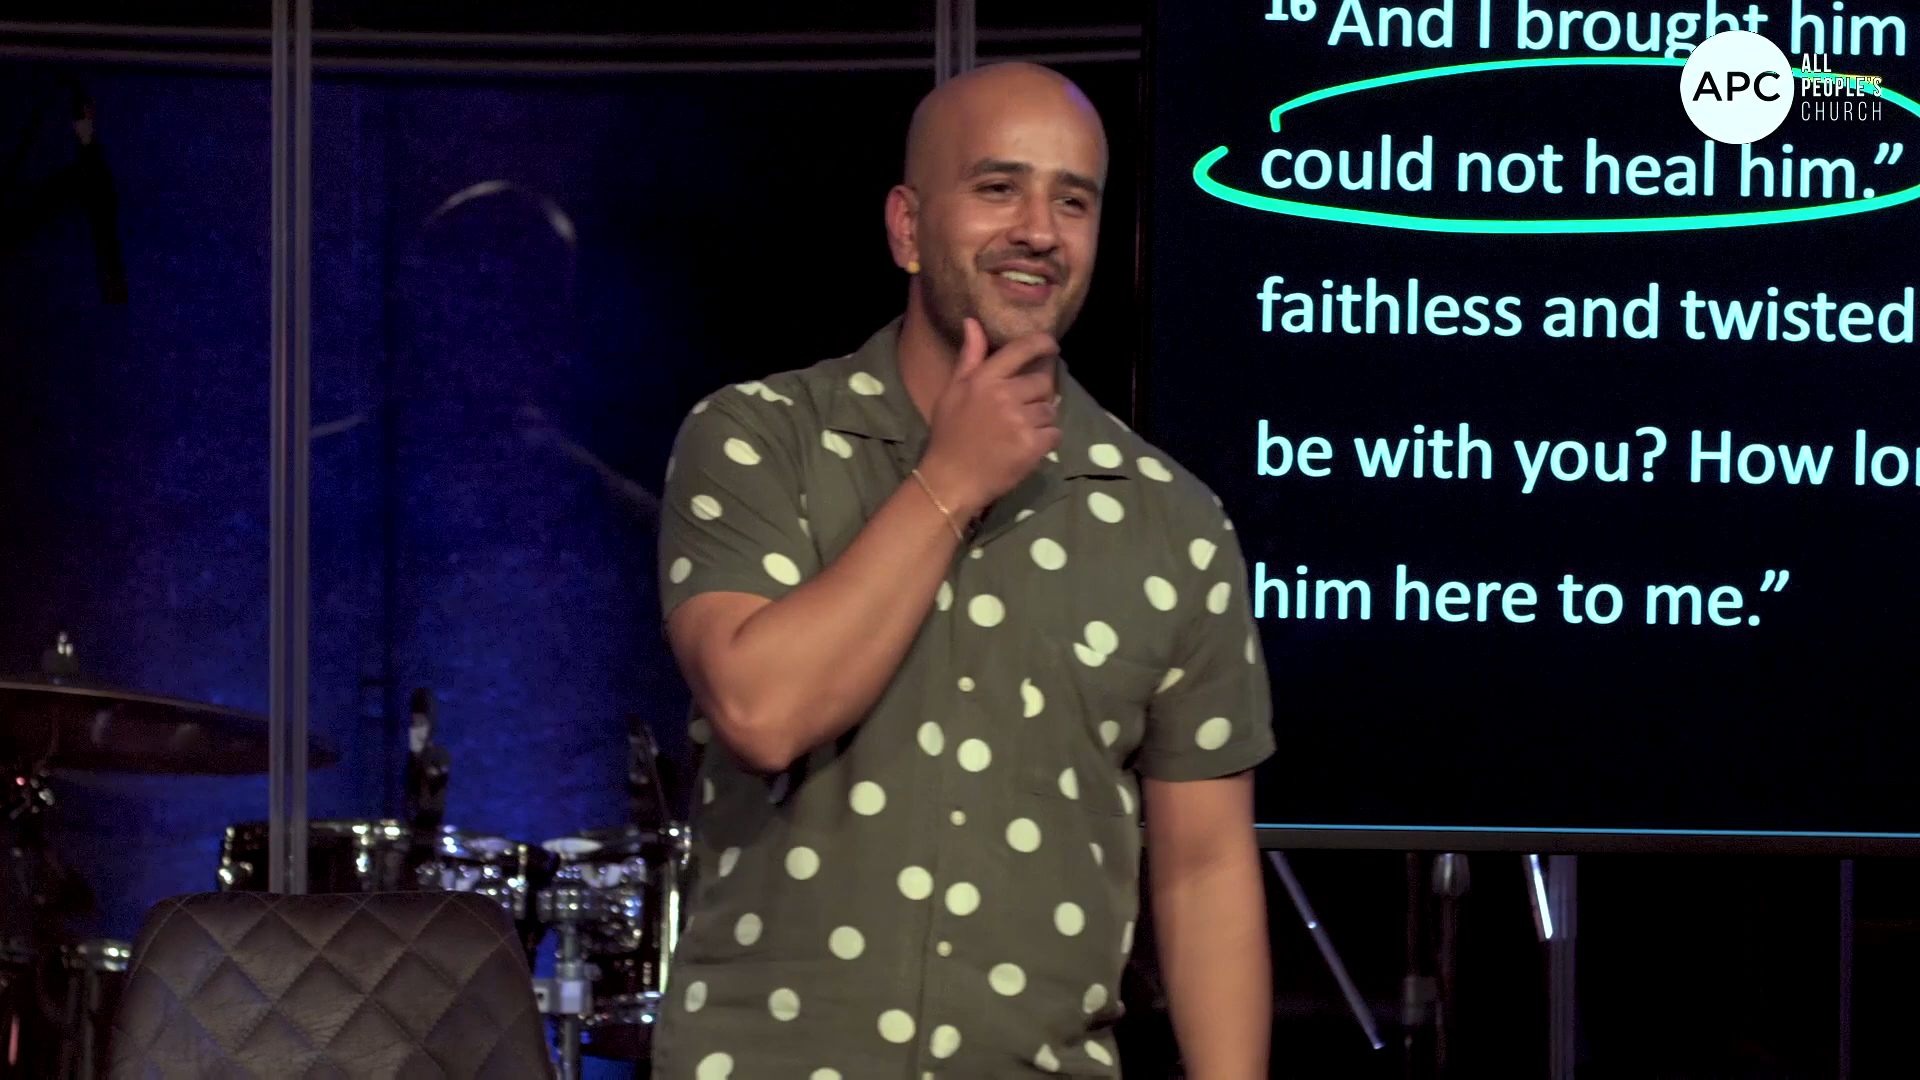 16 And I brought him
could not heal him.”
faithless and twisted
be with you? How
him here to me.”
APC
ALL
PEOPLE'S
CHURCH